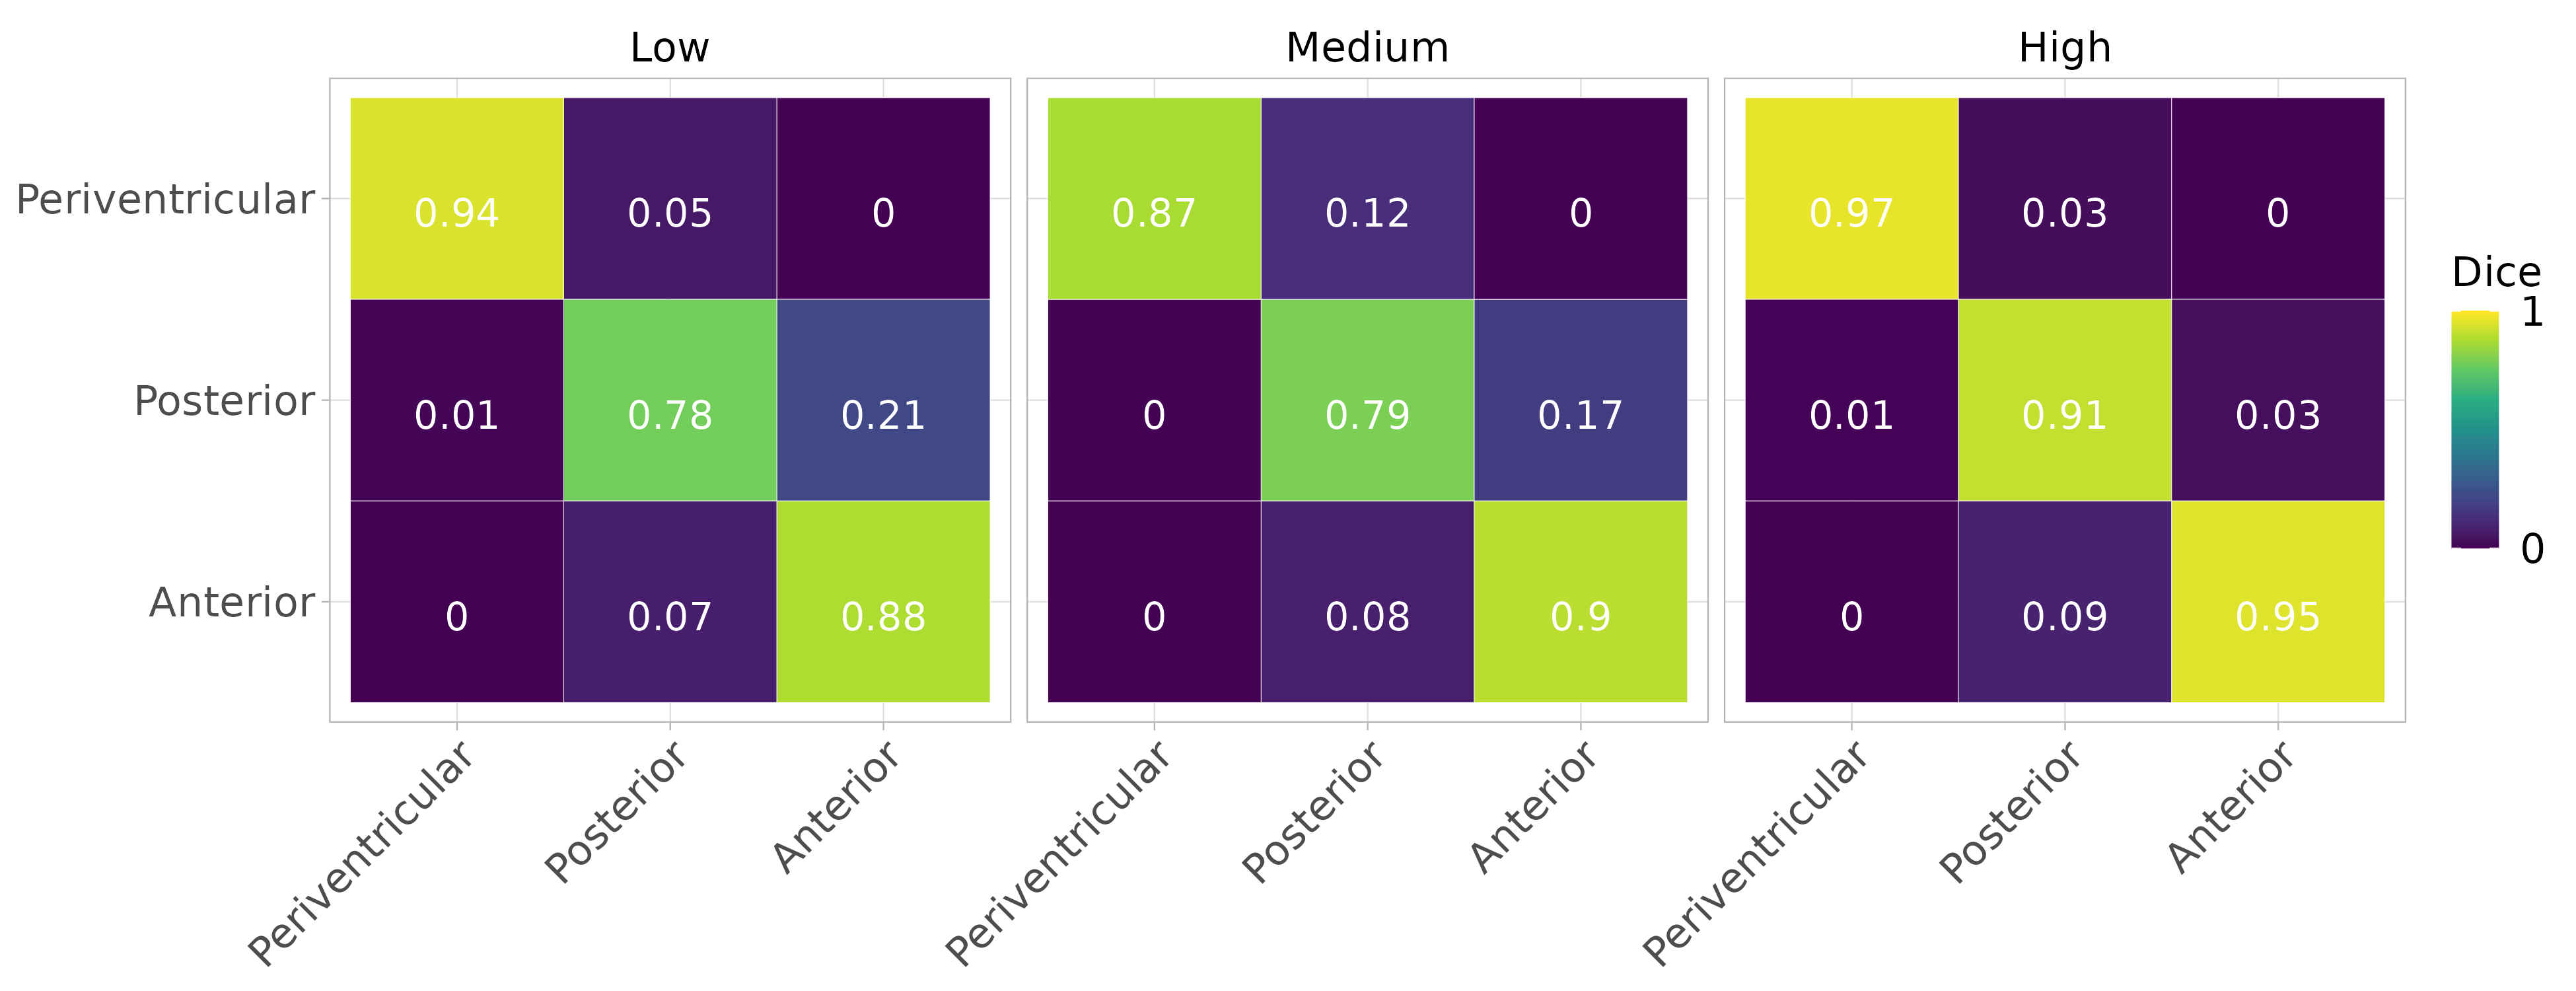 Low Medium High
Periventricular 0.94 0.05 0 0.87 0.12 0 0.97 0.03 0
Posterior 0.01 0.78 0.21 0 0.79 0.17 0.01 0.91 0.03
Anterior 0 0.07 0.88 0 0.08 0.9 0 0.09 0.95
Periventricular Posterior Anterior Periventricular Posterior Anterior Periventricular Posterior Anterior
Dice
1
0